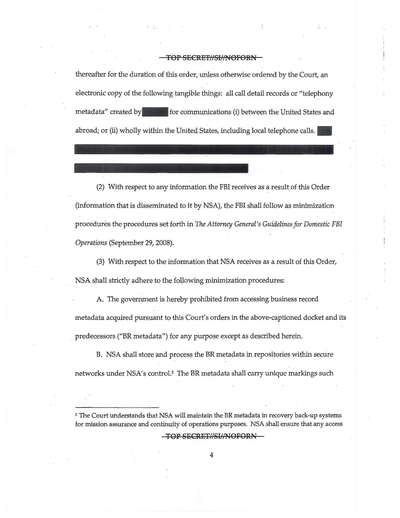 TOP SECRET//SI//NOFORN
thereafter for the duration of this order, unless otherwise ordered by the Court, an
electronic copy of the following tangible things: all call detail records or "telephony
metadata" created by for communications (i) between the United States and
abroad; or (ii) wholly within the United States, including local telephone calls.
(2) With respect to any information the FBI receives as a result of this Order
(information that is disseminated to it by NSA), the FBI shall follow as minimization
procedures the procedures set forth in The Attorney General's Guidelines for Domestic FBI
Operations (September 29, 2008).
(3) With respect to the information that NSA receives as a result of this Order,
NSA shall strictly adhere to the following minimization procedures:
A. The government is hereby prohibited from accessing business record
metadata acquired pursuant to this Court's orders in the above-captioned docket and its
predecessors ("BR metadata") for any purpose except as described herein.
B. NSA shall store and process the BR metadata in repositories within secure
networks under NSA's control.² The BR metadata shall carry unique markings such
² The Court understands that NSA will maintain the BR metadata in recovery back-up systems
for mission assurance and continuity of operations purposes. NSA shall ensure that any access
TOP SECRET//SI//NOFORN
4